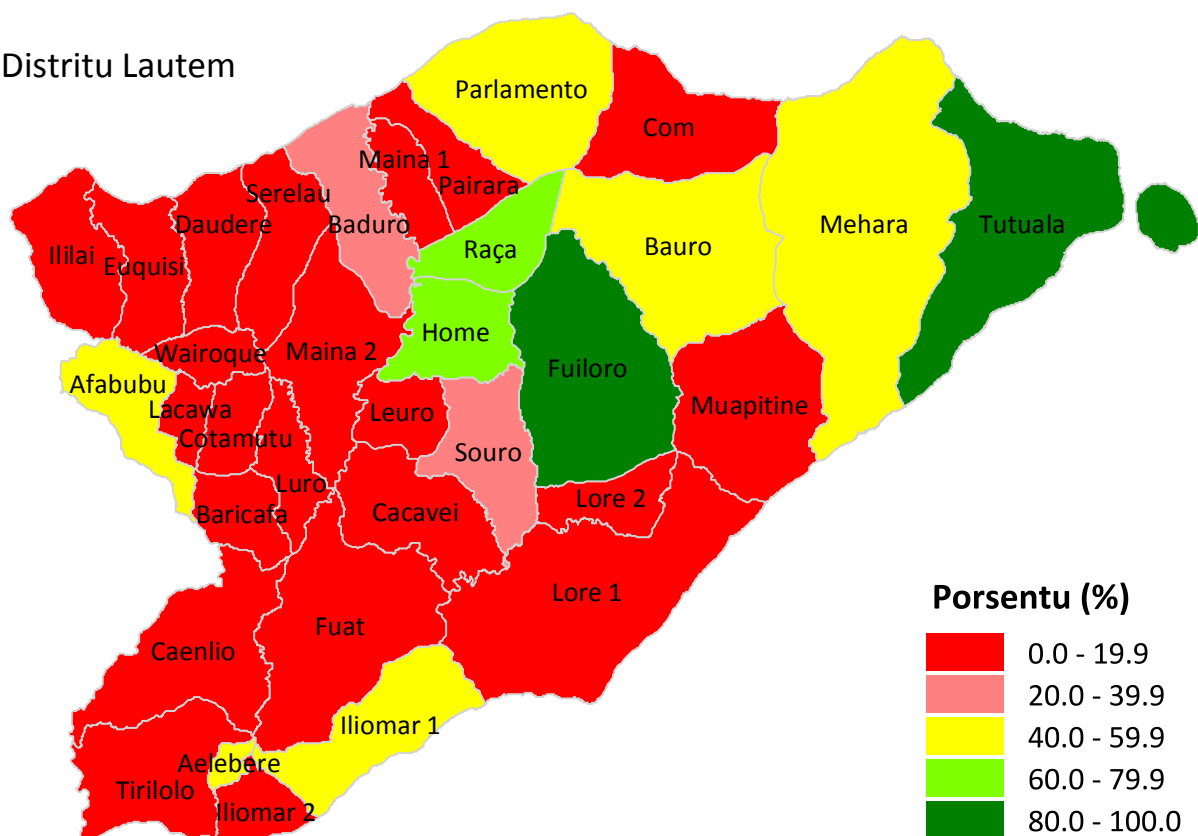 Distritu Lautem
Parlamento
Com
Maina 1
Pairara
Serelau
Daudere
Baduro
Mehara
Tutuala
Ililai
Euquisi
Raça
Bauro
Home
Wairoque
Maina 2
Fuiloro
Afabubu
Lacawa
Leuro
Muapitine
Cotamutu
Souro
Luro
Lore 2
Baricafa
Cacavei
Lore 1
Fuat
Caenlio
Iliomar 1
Aelebere
Tirilolo
Iliomar 2
Porsentu (%)
0.0 - 19.9
20.0 - 39.9
40.0 - 59.9
60.0 - 79.9
80.0 - 100.0